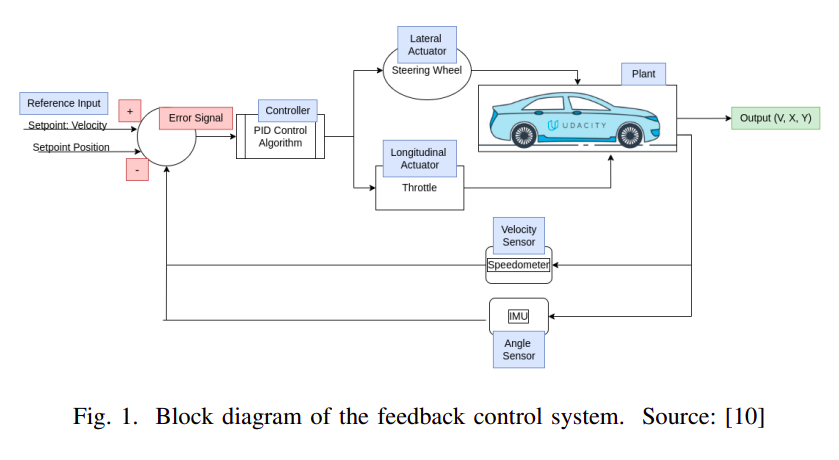 Lateral
Actuator
Steering Wheel
Plant
Reference Input
+
Error Signal
Controller
Setpoint: Velocity
PID Control
Algorithm
Setpoint Position
-
UDACITY
Output (V, X, Y)
Longitudinal
Actuator
Throttle
Velocity
Sensor
Speedometer
IMU
Angle
Sensor
Fig. 1. Block diagram of the feedback control system. Source: [10]